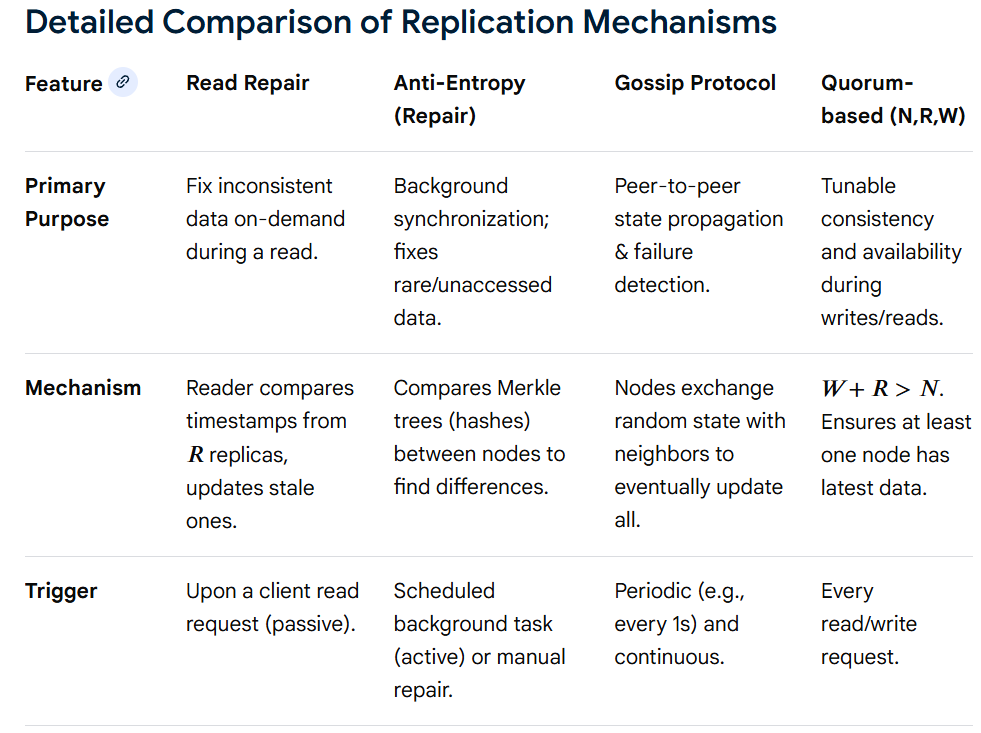 Detailed Comparison of Replication Mechanisms
Feature
Read Repair
Anti-Entropy
(Repair)
Gossip Protocol
Quorum-
based (N,R,W)
Primary
Purpose
Fix inconsistent
data on-demand
during a read.
Background
synchronization;
fixes
rare/unaccessed
data.
Peer-to-peer
state propagation
& failure
detection.
Tunable
consistency
and availability
during
writes/reads.
Mechanism
Reader compares
timestamps from
R replicas,
updates stale
ones.
Compares Merkle
trees (hashes)
between nodes to
find differences.
Nodes exchange
random state with
neighbors to
eventually update
all.
W + R > N.
Ensures at least
one node has
latest data.
Trigger
Upon a client read
request (passive).
Scheduled
background task
(active) or manual
repair.
Periodic (e.g.,
every 1s) and
continuous.
Every
read/write
request.